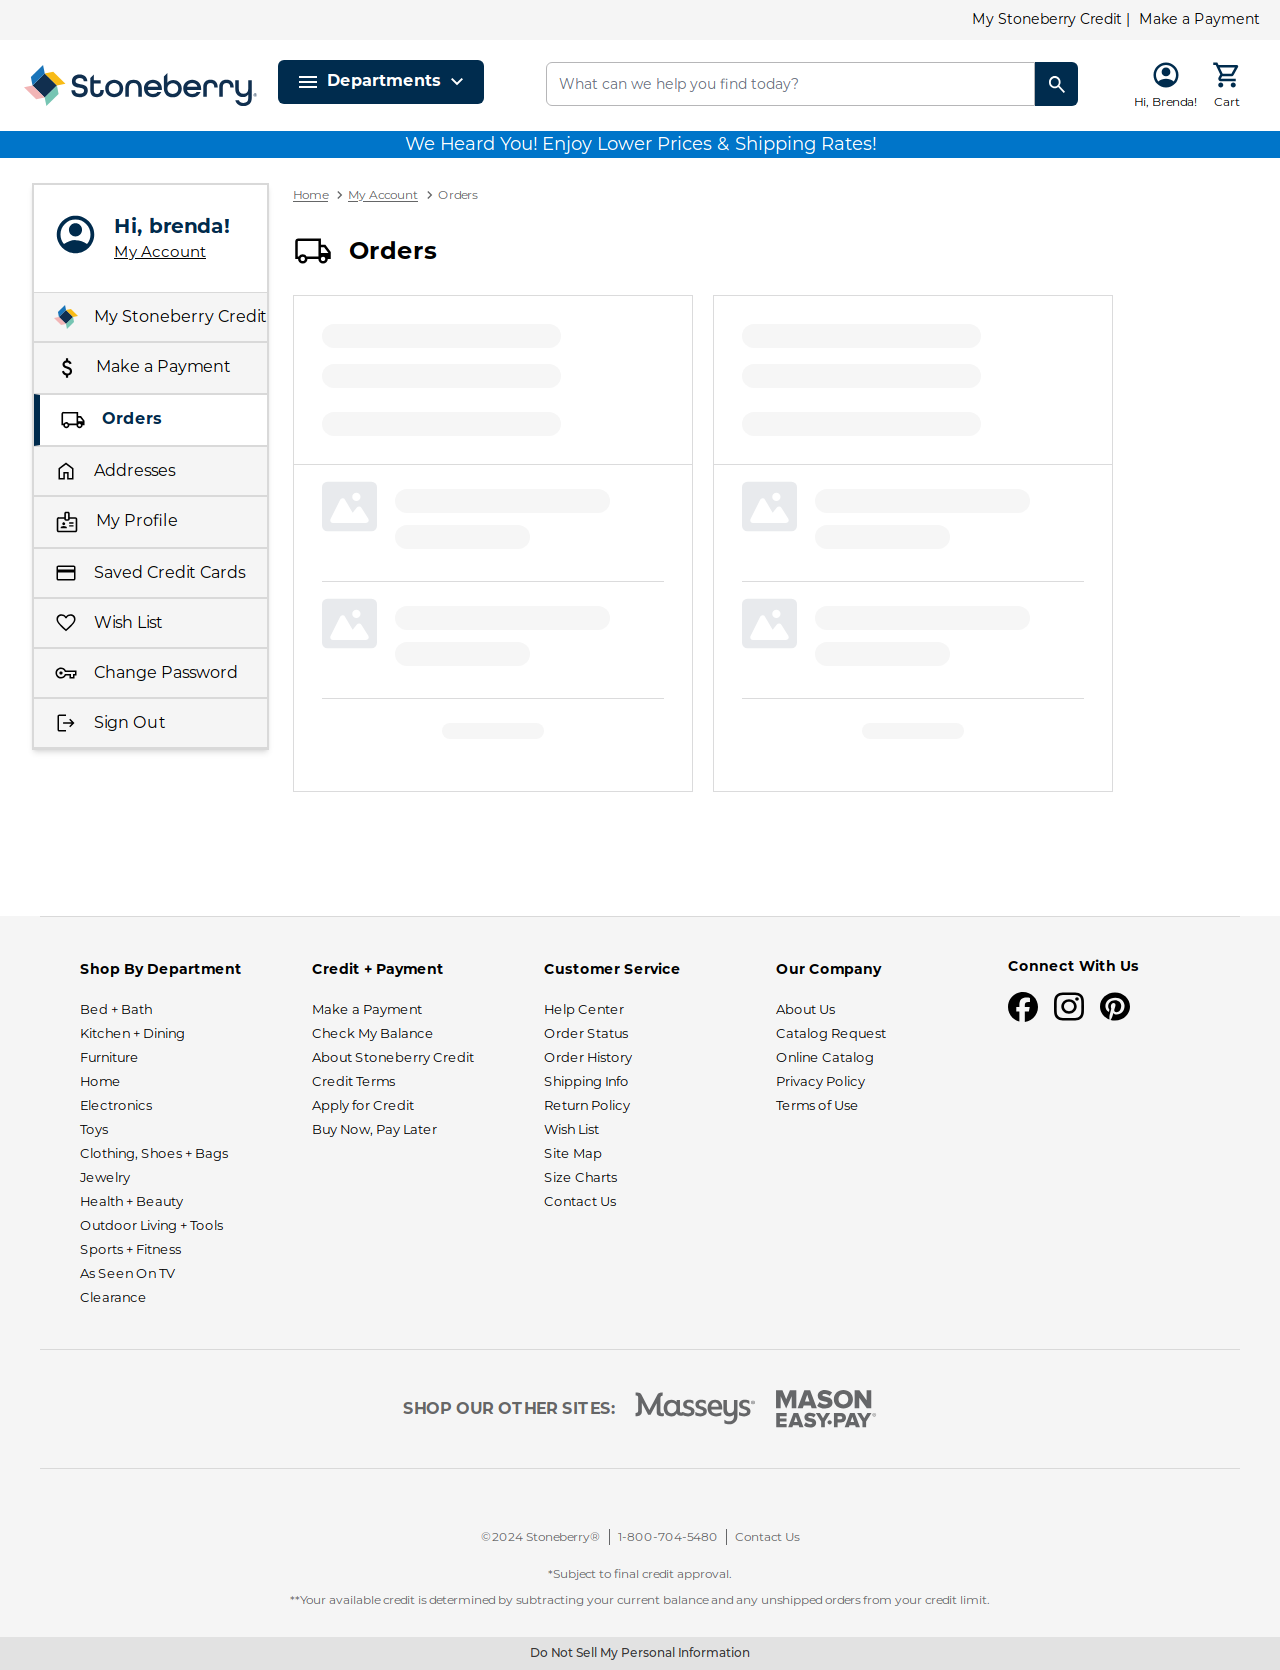 My Stoneberry Credit | Make a Payment
Stoneberry®
Departments
What can we help you find today?
Hi, Brenda!
Cart
We Heard You! Enjoy Lower Prices & Shipping Rates!
Hi, brenda!
My Account
My Stoneberry Credit
Make a Payment
Orders
Addresses
My Profile
Saved Credit Cards
Wish List
Change Password
Sign Out
Home > My Account > Orders
Orders
Shop By Department
Bed + Bath
Kitchen + Dining
Furniture
Home
Electronics
Toys
Clothing, Shoes + Bags
Jewelry
Health + Beauty
Outdoor Living + Tools
Sports + Fitness
As Seen On TV
Clearance
Credit + Payment
Make a Payment
Check My Balance
About Stoneberry Credit
Credit Terms
Apply for Credit
Buy Now, Pay Later
Customer Service
Help Center
Order Status
Order History
Shipping Info
Return Policy
Wish List
Site Map
Size Charts
Contact Us
Our Company
About Us
Catalog Request
Online Catalog
Privacy Policy
Terms of Use
Connect With Us
SHOP OUR OTHER SITES:
Masseys®
MASON
EASY•PAY®
©2024 Stoneberry® | 1-800-704-5480 | Contact Us
*Subject to final credit approval.
**Your available credit is determined by subtracting your current balance and any unshipped orders from your credit limit.
Do Not Sell My Personal Information